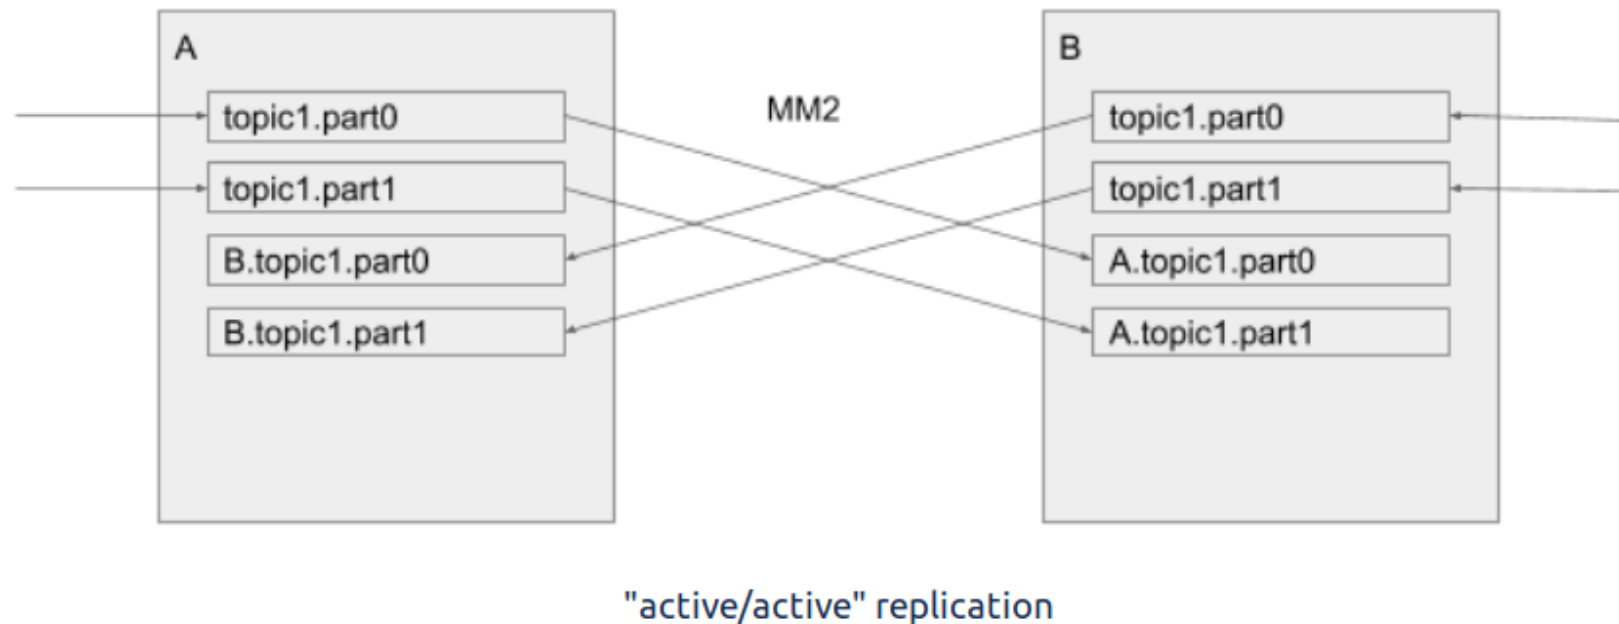 A
topic1.part0
topic1.part1
B.topic1.part0
B.topic1.part1
MM2
B
topic1.part0
topic1.part1
A.topic1.part0
A.topic1.part1
"active/active" replication